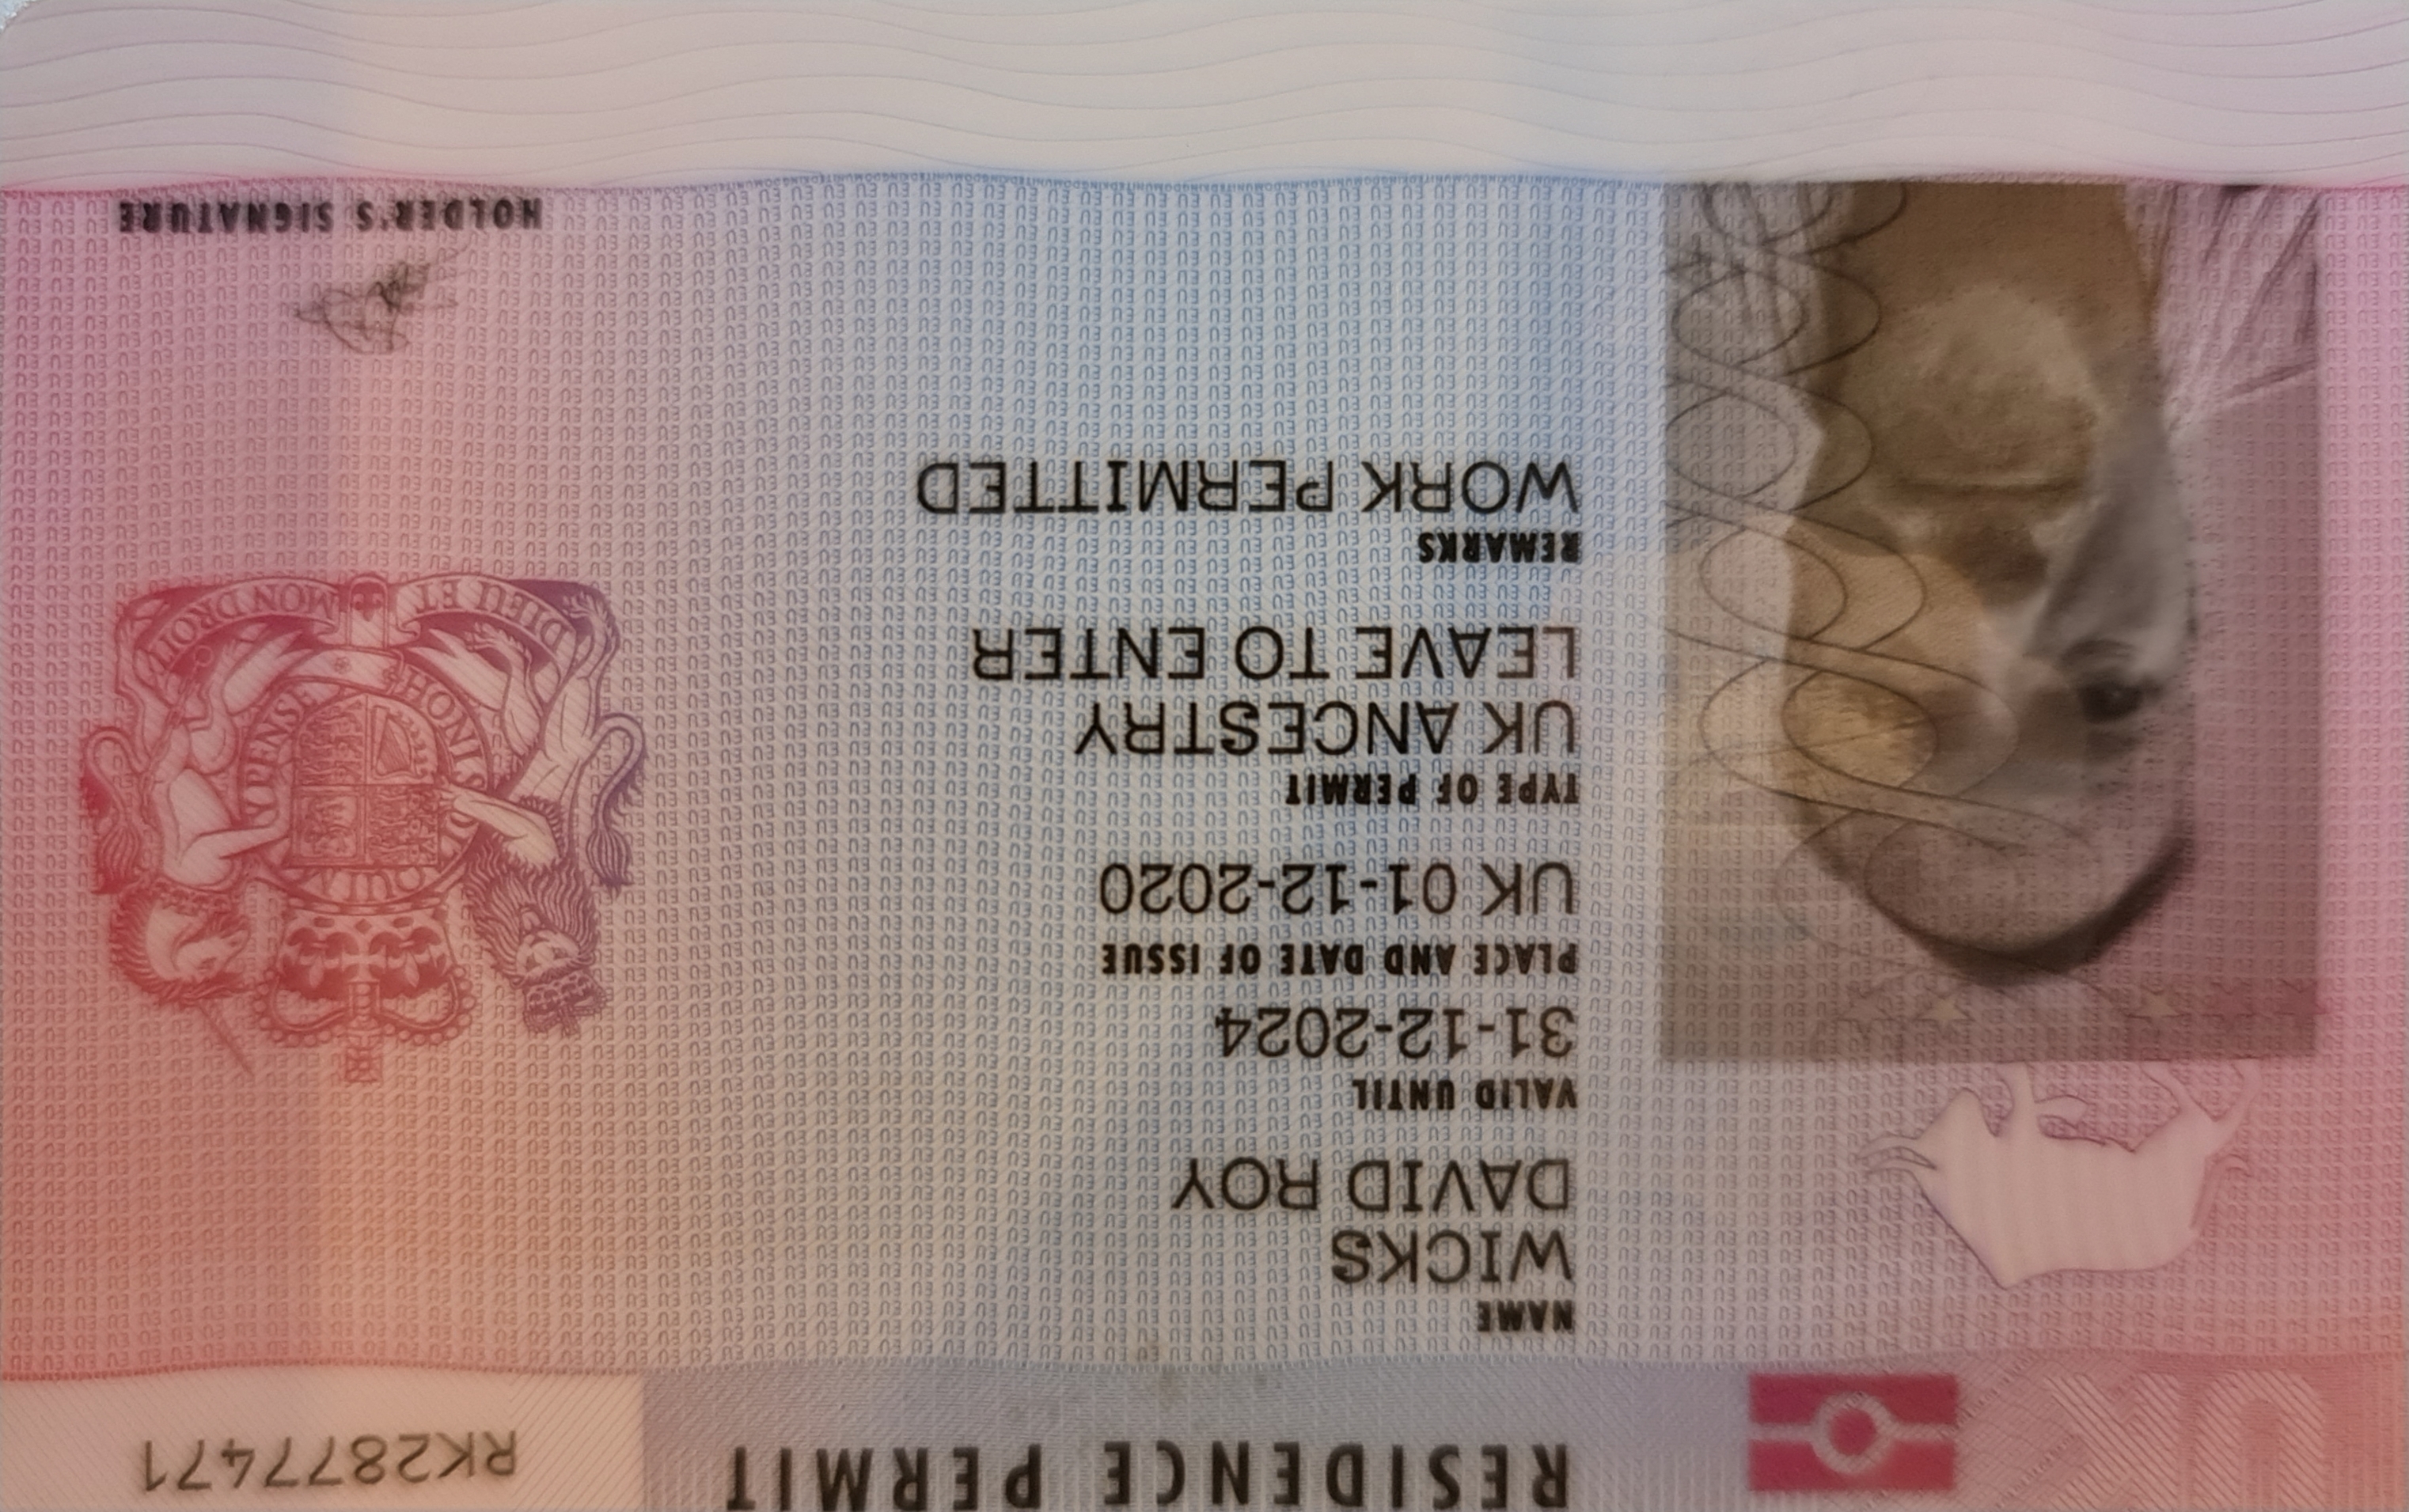 UK
RESIDENCE PERMIT
RK2877471
NAME
WICKS
DAVID ROY
VALID UNTIL
31-12-2024
PLACE AND DATE OF ISSUE
UK 01-12-2020
TYPE OF PERMIT
UK ANCESTRY
LEAVE TO ENTER
REMARKS
WORK PERMITTED
DIEU ET MON DROIT
HOLDER'S SIGNATURE